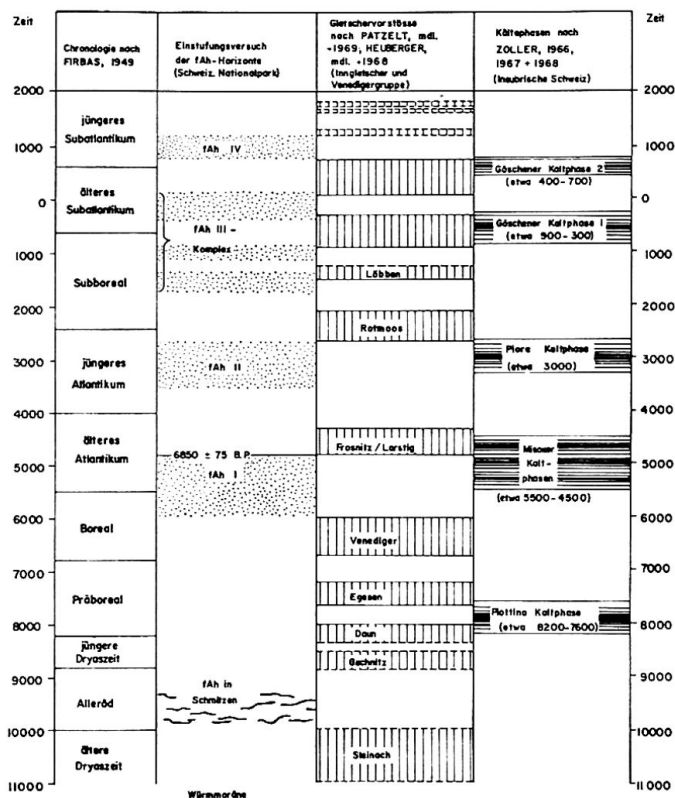 Zeit
Chronologie nach
FIRBAS, 1949
Einstufungsversuch
der fAh-Horizonte
(Schweiz. Nationalpark)
Gletschervorstösse
nach PATZELT, mdl.
1969; HEUBERGER,
mdl. 1968
(Inngletscher und
Venedigergruppe)
Kältephasen nach
ZOLLER, 1966,
1967 + 1968
(Insubrische Schweiz)
Zeit
2000
1000
0
1000
2000
3000
4000
5000
6000
7000
8000
9000
10000
11000
jüngeres
Subatlantikum
älteres
Subatlantikum
Subboreal
jüngeres
Atlantikum
älteres
Atlantikum
Boreal
Präboreal
jüngere
Dryaszeit
Alleröd
ältere
Dryaszeit
fAh IV
fAh III -
Komplex
fAh II
6850 ± 75 B.P.
fAh I
fAh in
Schmitzen
Würmmoräne
Löbben
Rotmoos
Frosnitz / Larstig
Venediger
Egesen
Daun
Gschnitz
Steinach
Göschener Kaltphase 2
(etwa 400-700)
Göschener Kaltphase 1
(etwa 900-300)
Piora Kaltphase
(etwa 3000)
Misoxer
Kalt-
phasen
(etwa 5500-4500)
Piottino Kaltphase
(etwa 8200-7600)
2000
1000
0
1000
2000
3000
4000
5000
6000
7000
8000
9000
10000
11000